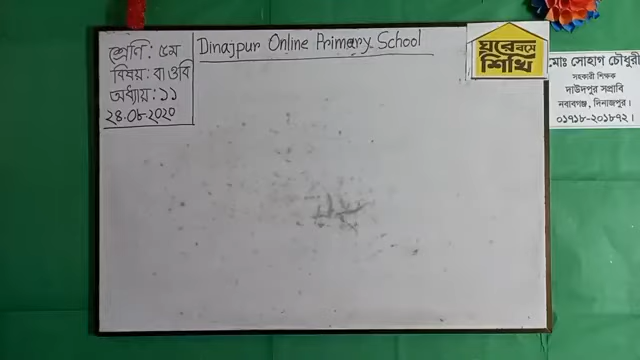 শ্রেণি: ৫ম
বিষয়: বা ওবি
অধ্যায়: ১১
২৪.০৮-২০২০
Dinajpur Online Primary School
ঘরে বসে
শিখি
মোঃ সোহাগ চৌধুরী
সহকারী শিক্ষক
দাউদপুর সপ্রাবি
নবাবগঞ্জ, দিনাজপুর।
০১৭১৮-২০১৮৭২।